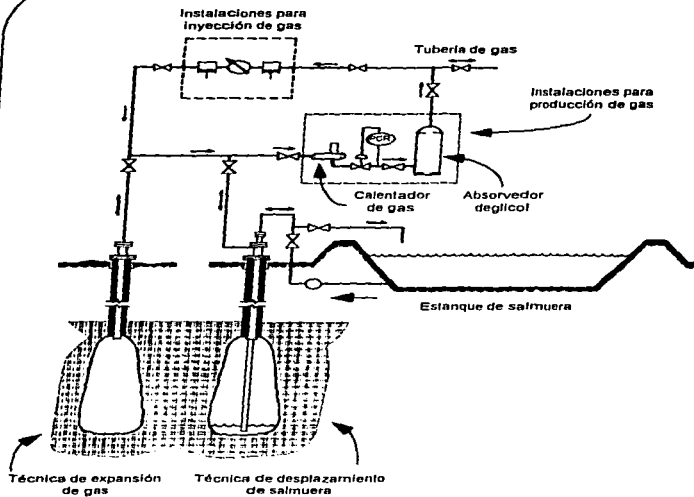 Instalaciones para
inyección de gas
Tubería de gas
Instalaciones para
producción de gas
PCR
Calentador
de gas
Absorvedor
deglicol
Estanque de salmuera
Técnica de expansión
de gas
Técnica de desplazamiento
de salmuera